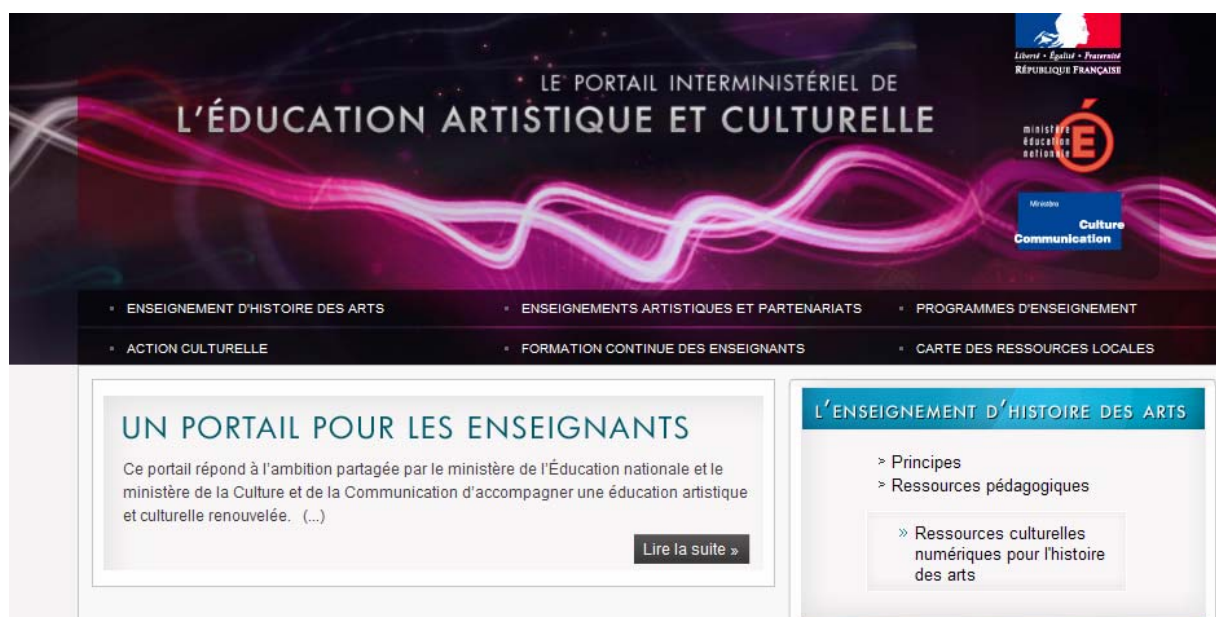 LE PORTAIL INTERMINISTÉRIEL DE
L'ÉDUCATION ARTISTIQUE ET CULTURELLE
Liberté • Égalité • Fraternité
RÉPUBLIQUE FRANÇAISE
ministère
éducation
nationale
É
Ministère
Culture
Communication
ENSEIGNEMENT D'HISTOIRE DES ARTS
ENSEIGNEMENTS ARTISTIQUES ET PARTENARIATS
PROGRAMMES D'ENSEIGNEMENT
ACTION CULTURELLE
FORMATION CONTINUE DES ENSEIGNANTS
CARTE DES RESSOURCES LOCALES
UN PORTAIL POUR LES ENSEIGNANTS
Ce portail répond à l'ambition partagée par le ministère de l'Éducation nationale et le
ministère de la Culture et de la Communication d'accompagner une éducation artistique
et culturelle renouvelée. (...)
Lire la suite »
L'ENSEIGNEMENT D'HISTOIRE DES ARTS
> Principes
> Ressources pédagogiques
» Ressources culturelles
numériques pour l'histoire
des arts